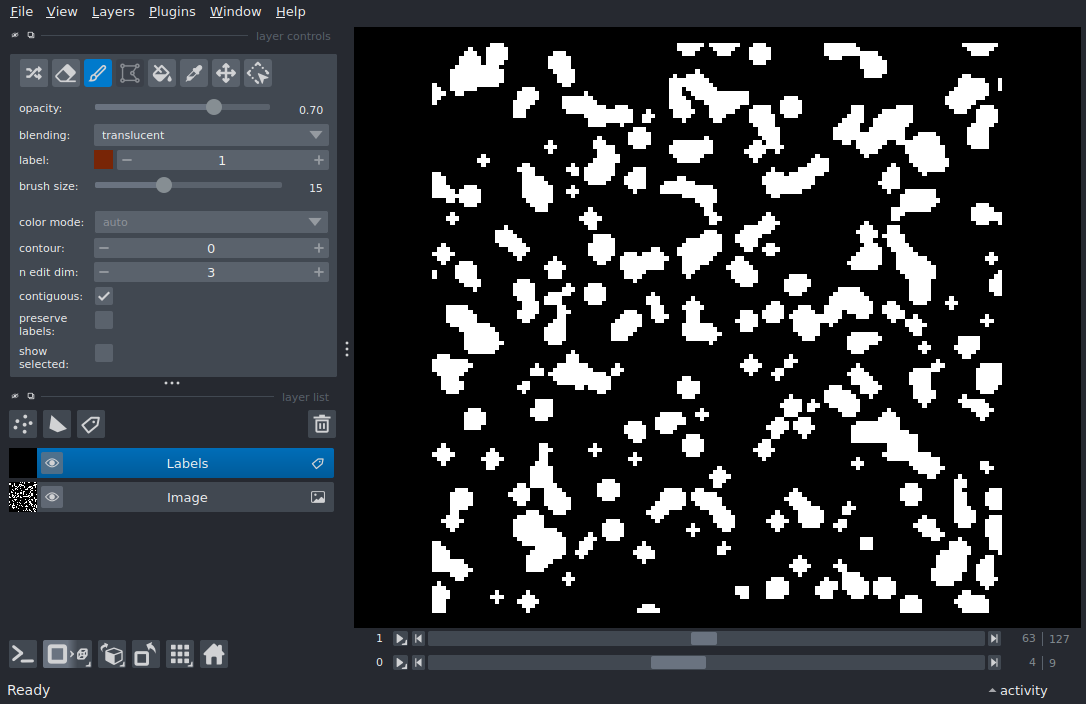 File View Layers Plugins Window Help
layer controls
opacity: 0.70
blending: translucent
label: 1
brush size: 15
color mode: auto
contour: 0
n edit dim: 3
contiguous:
preserve
labels:
show
selected:
layer list
Labels
Image
1 63 127
0 4 9
Ready activity